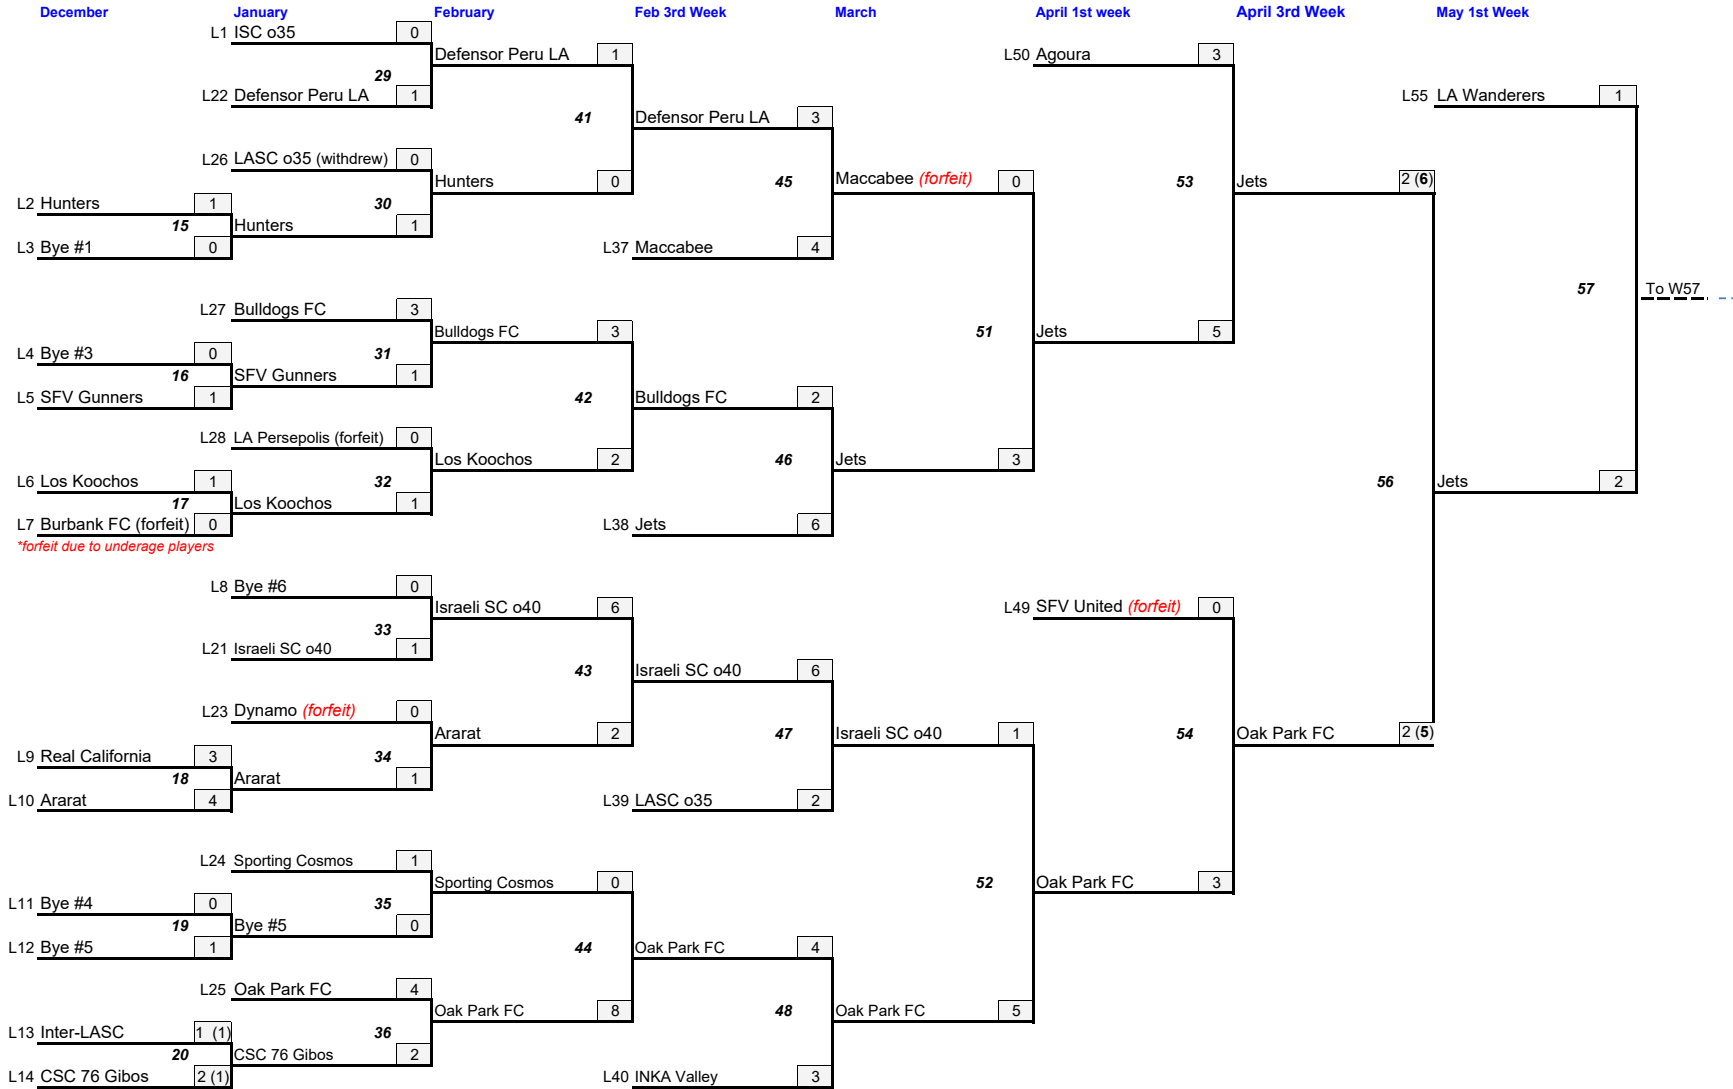 December January February Feb 3rd Week March April 1st week April 3rd Week May 1st Week
L1 ISC o35 0
Defensor Peru LA 1
L50 Agoura 3
29
L22 Defensor Peru LA 1
L55 LA Wanderers 1
41
Defensor Peru LA 3
L26 LASC o35 (withdrew) 0
Hunters 0
45
Maccabee (forfeit) 0
53
Jets 2 (6)
L2 Hunters 1
30
15
Hunters 1
L3 Bye #1 0
L37 Maccabee 4
57
To W57
L27 Bulldogs FC 3
Bulldogs FC 3
51
Jets 5
L4 Bye #3 0
31
16
SFV Gunners 1
L5 SFV Gunners 1
42
Bulldogs FC 2
L28 LA Persepolis (forfeit) 0
Los Koochos 2
46
Jets 3
L6 Los Koochos 1
32
56
Jets 2
17
Los Koochos 1
L7 Burbank FC (forfeit) 0
L38 Jets 6
*forfeit due to underage players
L8 Bye #6 0
Israeli SC o40 6
L49 SFV United (forfeit) 0
33
L21 Israeli SC o40 1
43
Israeli SC o40 6
L23 Dynamo (forfeit) 0
Ararat 2
47
Israeli SC o40 1
54
Oak Park FC 2 (5)
L9 Real California 3
34
18
Ararat 1
L10 Ararat 4
L39 LASC o35 2
L24 Sporting Cosmos 1
Sporting Cosmos 0
52
Oak Park FC 3
L11 Bye #4 0
35
19
Bye #5 0
L12 Bye #5 1
44
Oak Park FC 4
L25 Oak Park FC 4
Oak Park FC 8
48
Oak Park FC 5
L13 Inter-LASC 1 (1)
36
20
CSC 76 Gibos 2
L14 CSC 76 Gibos 2 (1)
L40 INKA Valley 3